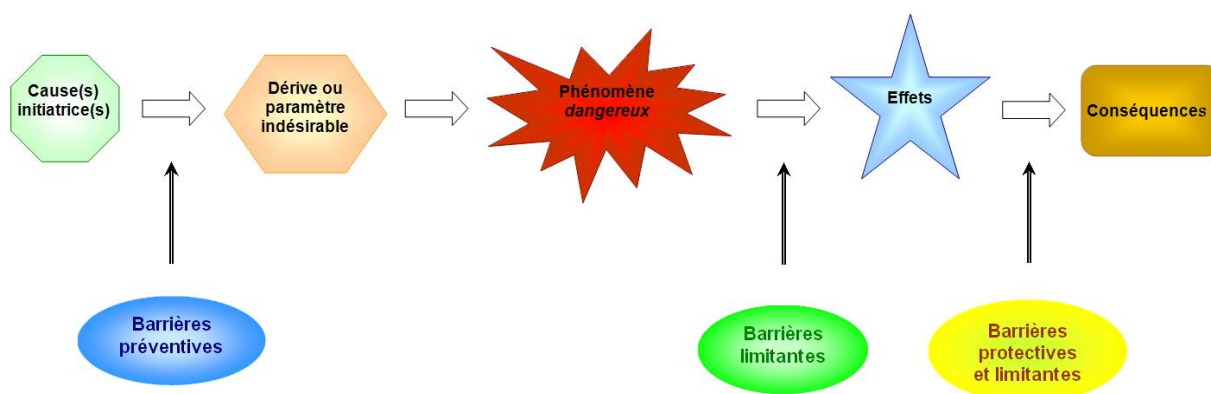 Cause(s)
initiatrice(s)
Dérive ou
paramètre
indésirable
Phénomène
dangereux
Effets
Conséquences
Barrières
préventives
Barrières
limitantes
Barrières
protectives
et limitantes